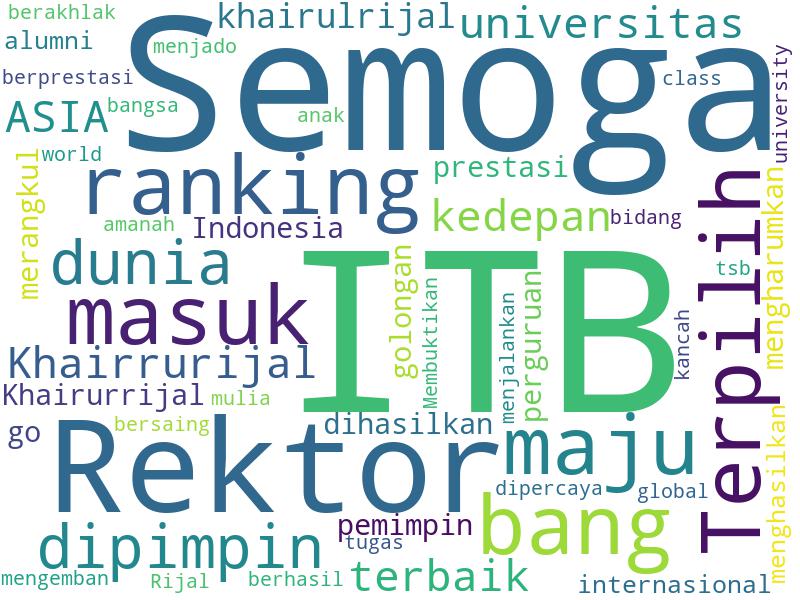 berakhlak
khairulrijal
universitas
alumni
menjado
Semoga
berprestasi
class
university
ASIA
bangsa
anak
world
ranking
prestasi
merangkul
amanah
Indonesia
kedepan
bidang
Terpilih
mengharumkan
dunia
ITB
golongan
tsb
masuk
Membuktikan
menjalankan
perguruan
kancah
Khairrurijal
Khairurrijal
mulia
go
bersaing
dihasilkan
Rektor
maju
menghasilkan
dipercaya
global
bang
pemimpin
dipimpin
tugas
mengemban
Rijal
berhasil
terbaik
internasional